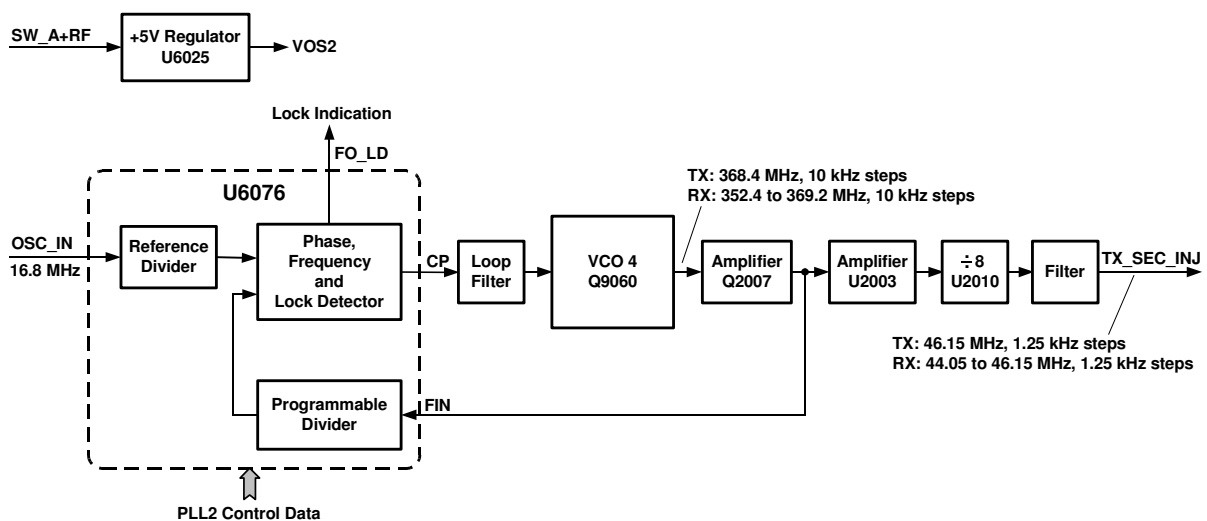 SW_A+RF
+5V Regulator
U6025
VOS2
Lock Indication
FO_LD
U6076
OSC_IN
16.8 MHz
Reference
Divider
Phase,
Frequency
and
Lock Detector
CP
Loop
Filter
VCO 4
Q9060
TX: 368.4 MHz, 10 kHz steps
RX: 352.4 to 369.2 MHz, 10 kHz steps
Amplifier
Q2007
Amplifier
U2003
÷8
U2010
Filter
TX_SEC_INJ
TX: 46.15 MHz, 1.25 kHz steps
RX: 44.05 to 46.15 MHz, 1.25 kHz steps
Programmable
Divider
FIN
PLL2 Control Data